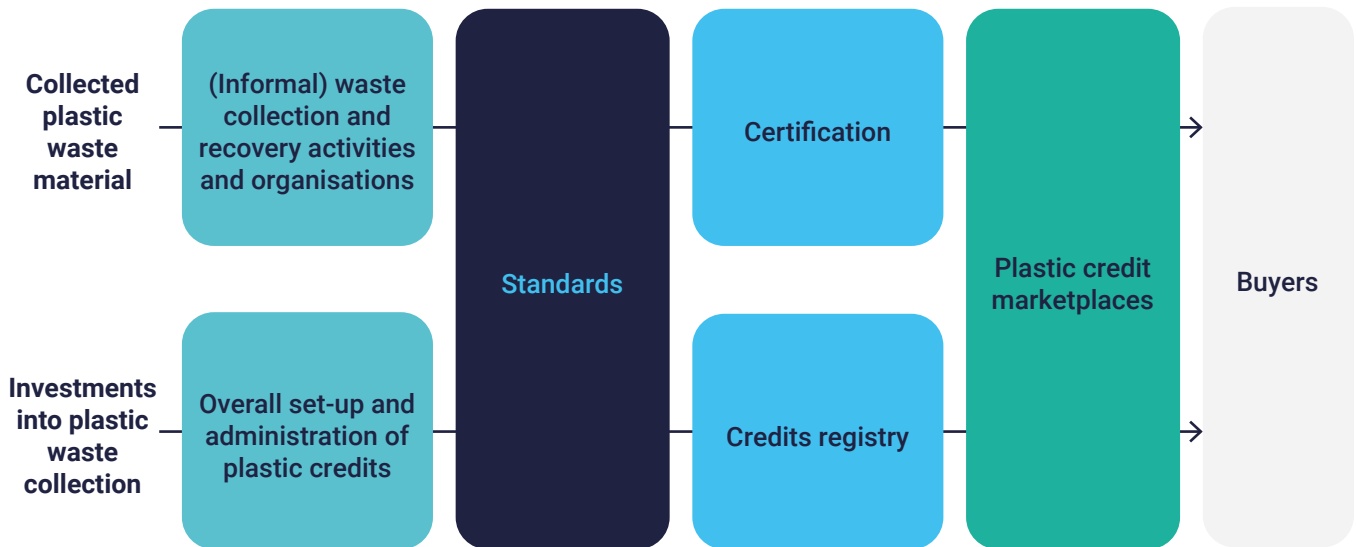 Collected
plastic
waste
material
(Informal) waste
collection and
recovery activities
and organisations
Standards
Certification
Plastic credit
marketplaces
Buyers
Investments
into plastic
waste
collection
Overall set-up and
administration of
plastic credits
Credits registry